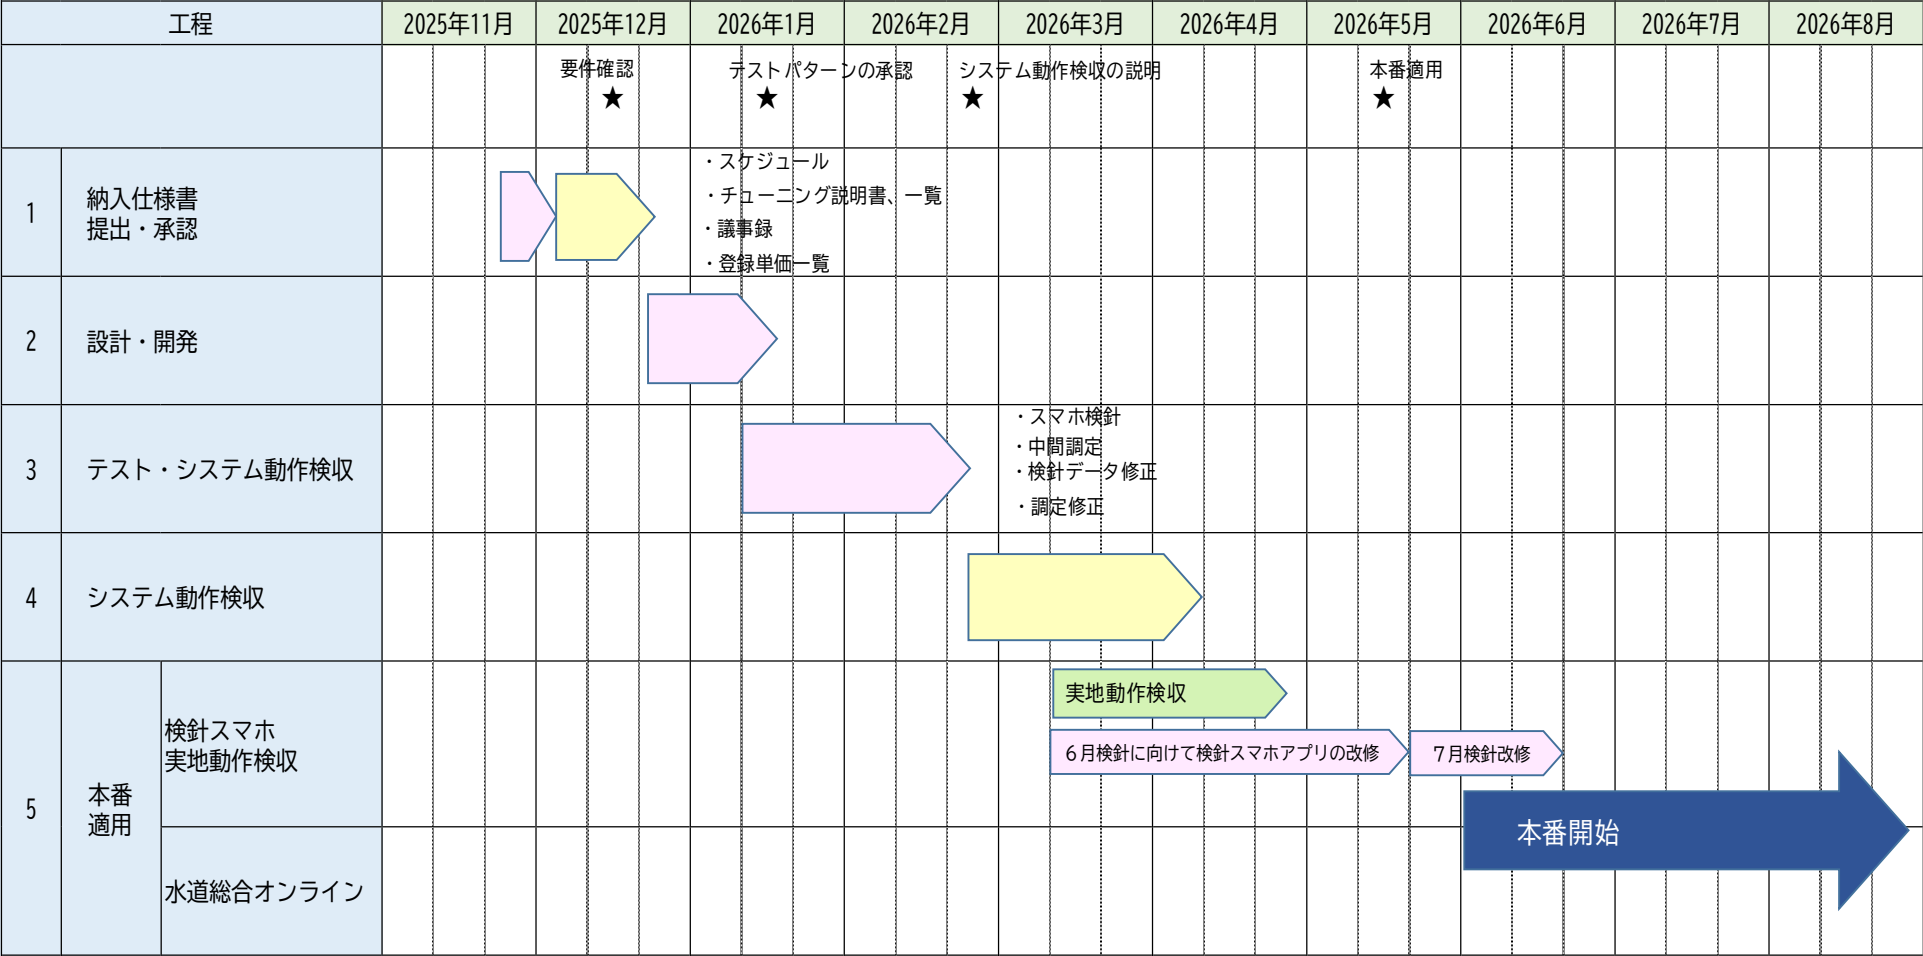 工程
2025年11月
2025年12月
2026年1月
2026年2月
2026年3月
2026年4月
2026年5月
2026年6月
2026年7月
2026年8月
要件確認
テストパターンの承認
システム動作検収の説明
本番適用
★
★
★
★
1
納入仕様書
提出・承認
・スケジュール
・チューニング説明書、一覧
・議事録
・登録単価一覧
2
設計・開発
3
テスト・システム動作検収
・スマホ検針
・中間調定
・検針データ修正
・調定修正
4
システム動作検収
5
本番
適用
検針スマホ
実地動作検収
実地動作検収
６月検針に向けて検針スマホアプリの改修
７月検針改修
本番開始
水道総合オンライン